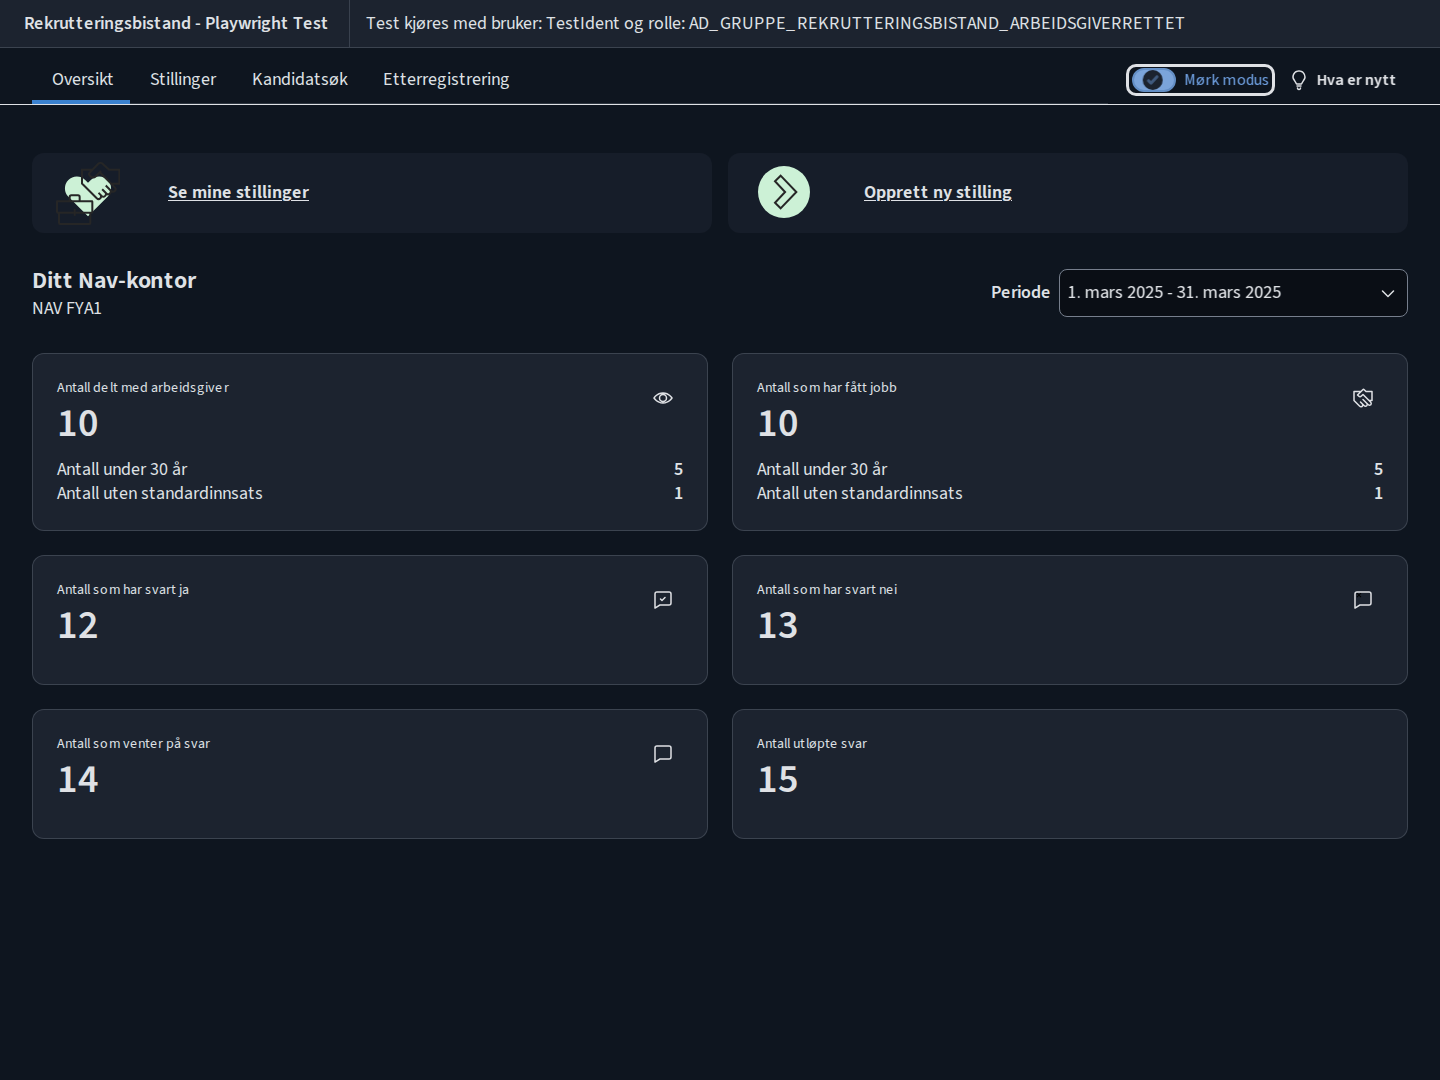 Rekrutteringsbistand - Playwright Test
Test kjøres med bruker: TestIdent og rolle: AD_GRUPPE_REKRUTTERINGSBISTAND_ARBEIDSGIVERRETTET
Oversikt
Stillinger
Kandidatsøk
Etterregistrering
Mørk modus
Hva er nytt
Se mine stillinger
Opprett ny stilling
Ditt Nav-kontor
NAV FYA1
Periode
1. mars 2025 - 31. mars 2025
Antall delt med arbeidsgiver
10
Antall under 30 år 5
Antall uten standardinnsats 1
Antall som har fått jobb
10
Antall under 30 år 5
Antall uten standardinnsats 1
Antall som har svart ja
12
Antall som har svart nei
13
Antall som venter på svar
14
Antall utløpte svar
15